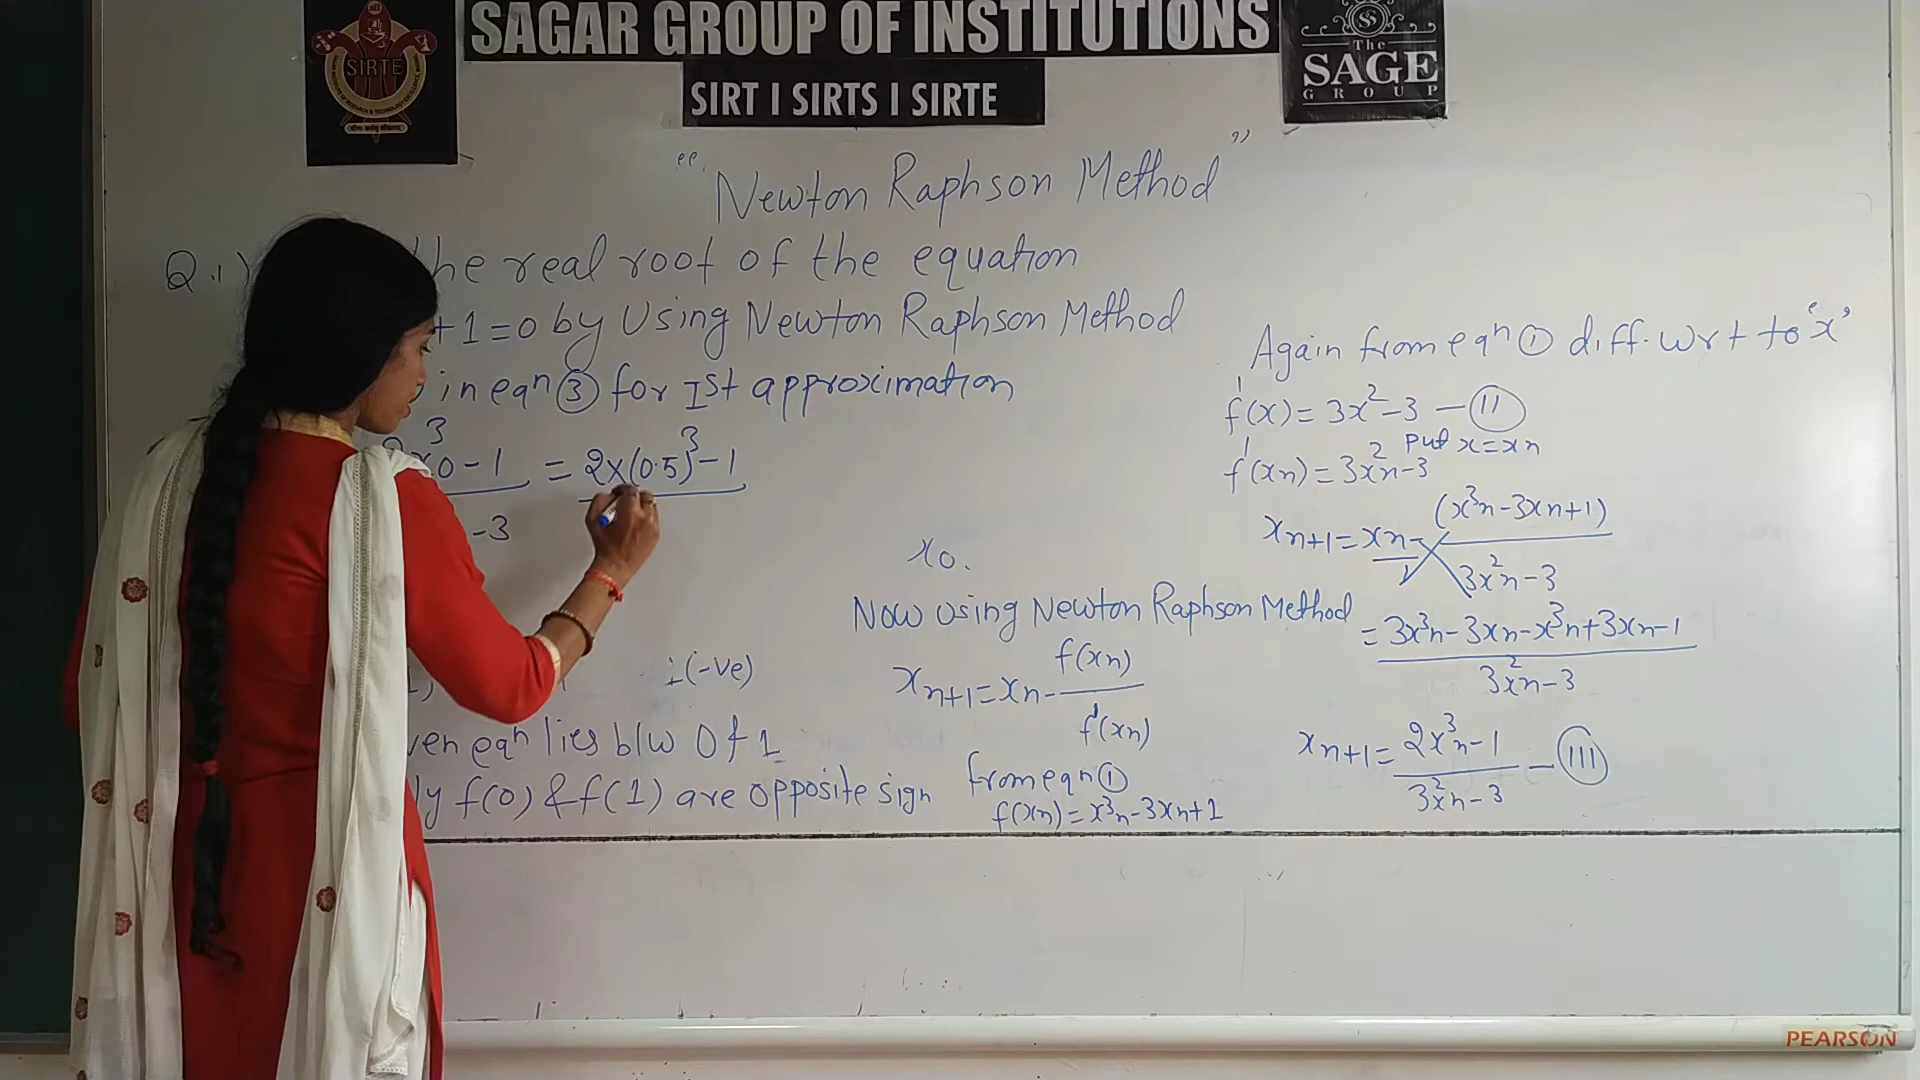 SAGAR GROUP OF INSTITUTIONS
SIRT I SIRTS I SIRTE
SIRTE
The
SAGE
GROUP
"Newton Raphson Method"
Q.1) he real root of the equation
+1=0 by Using Newton Raphson Method
in eqn ③ for Ist approximation
x₀³-1 = 2×(0.5)³-1
-3
(-ve)
ven eqn lies b/w 0 & 1
ly f(0) & f(1) are opposite sign
x₀.
Now using Newton Raphson Method
xₙ₊₁=xₙ- f(xₙ)
f'(xₙ)
from eqn ①
f(xₙ)=x³ₙ-3xₙ+1
Again from eqn ① diff. wrt to 'x'
f'(x)=3x²-3 —(II)
put x=xₙ
f'(xₙ)=3x²ₙ-3
xₙ₊₁=xₙ- (x³ₙ-3xₙ+1)
3x²ₙ-3
= 3x³ₙ-3xₙ-x³ₙ+3xₙ-1
3x²ₙ-3
xₙ₊₁= 2x³ₙ-1 —(III)
3x²ₙ-3
PEARSON